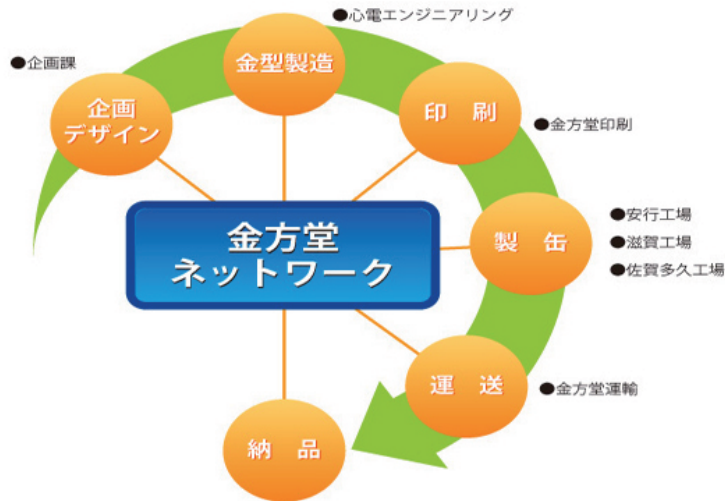 ●心電エンジニアリング
●企画課
金型製造
企画
デザイン
印 刷
●金方堂印刷
金方堂
ネットワーク
製 缶
●安行工場
●滋賀工場
●佐賀多久工場
運 送
●金方堂運輸
納 品